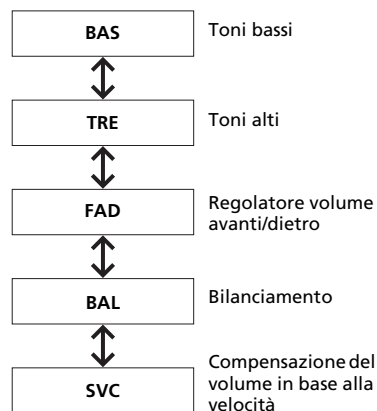 BAS
Toni bassi
TRE
Toni alti
FAD
Regolatore volume
avanti/dietro
BAL
Bilanciamento
SVC
Compensazione del
volume in base alla
velocità